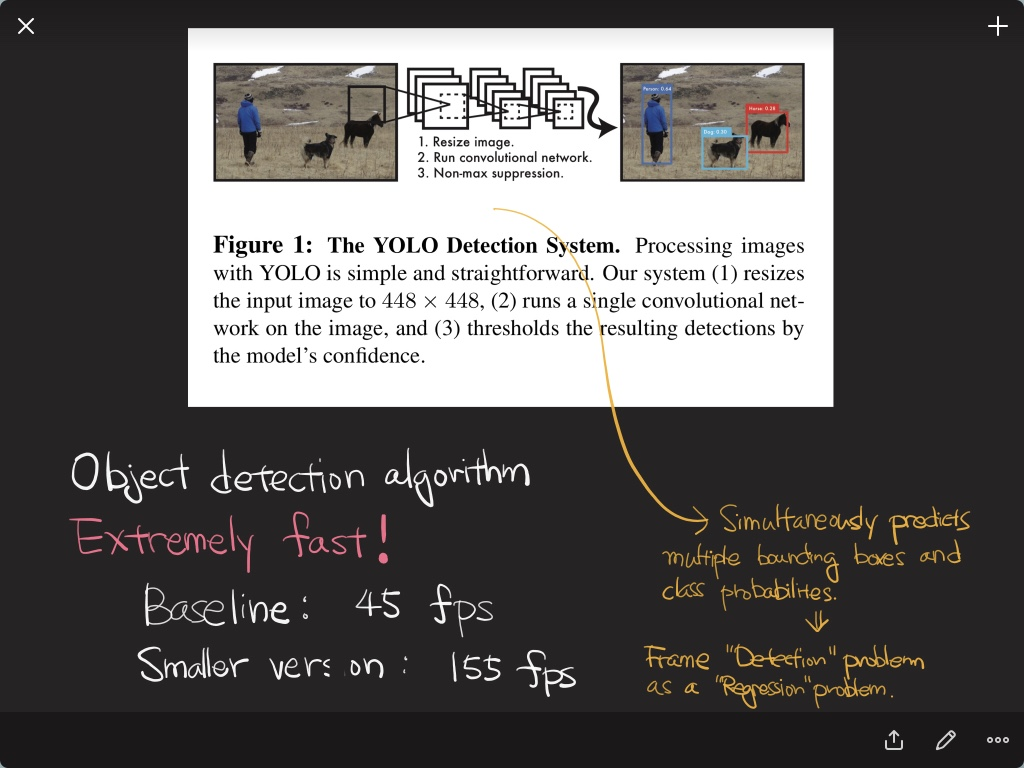 Person: 0.64
Horse: 0.28
Dog: 0.30
1. Resize image.
2. Run convolutional network.
3. Non-max suppression.
Figure 1: The YOLO Detection System. Processing images
with YOLO is simple and straightforward. Our system (1) resizes
the input image to 448 × 448, (2) runs a single convolutional net-
work on the image, and (3) thresholds the resulting detections by
the model's confidence.
Object detection algorithm
Extremely fast!
Baseline: 45 fps
Smaller version: 155 fps
Simultaneously predicts
multiple bounding boxes and
class probabilites.
Frame "Detection" problem
as a "Regression" problem.